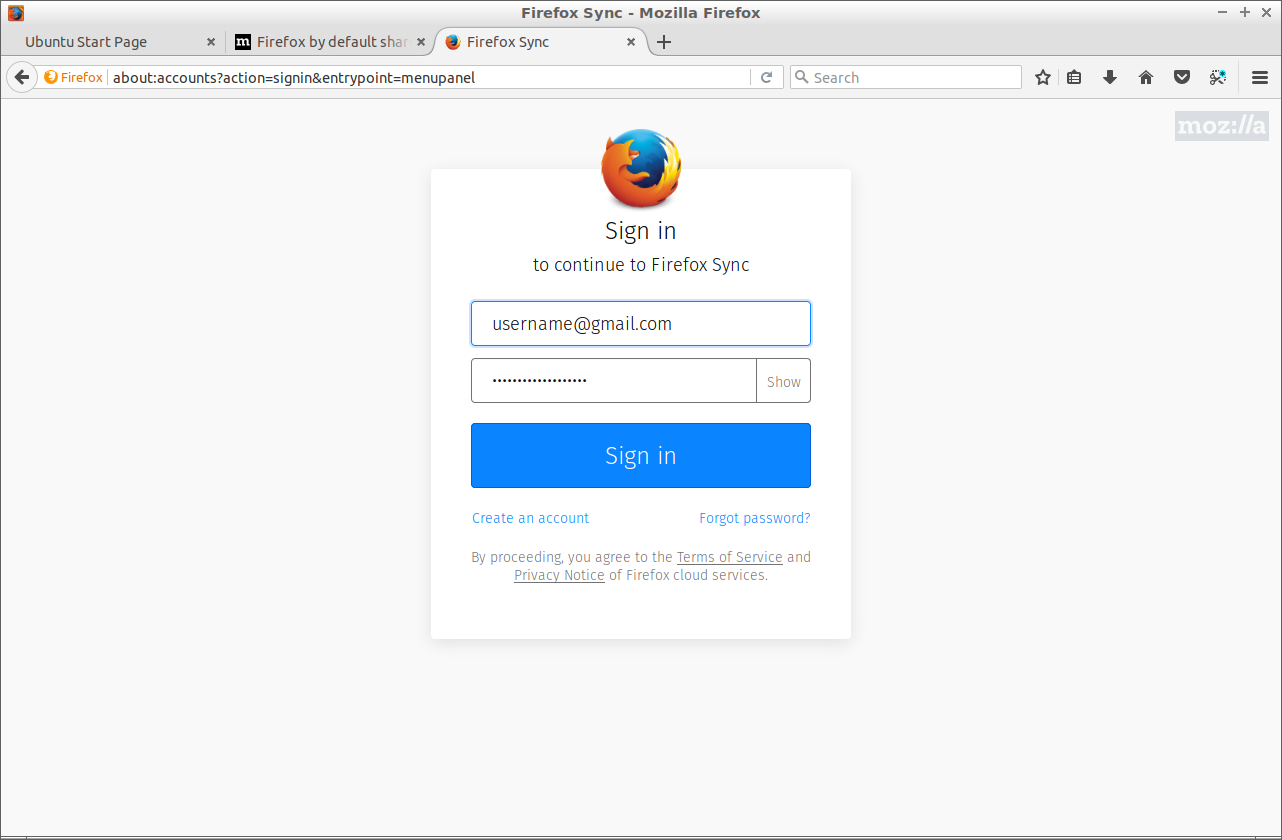 Firefox Sync - Mozilla Firefox
Ubuntu Start Page
Firefox by default shar
Firefox Sync
Firefox about:accounts?action=signin&entrypoint=menupanel
Search
moz://a
Sign in
to continue to Firefox Sync
username@gmail.com
•••••••••••••••••••
Show
Sign in
Create an account
Forgot password?
By proceeding, you agree to the Terms of Service and
Privacy Notice of Firefox cloud services.